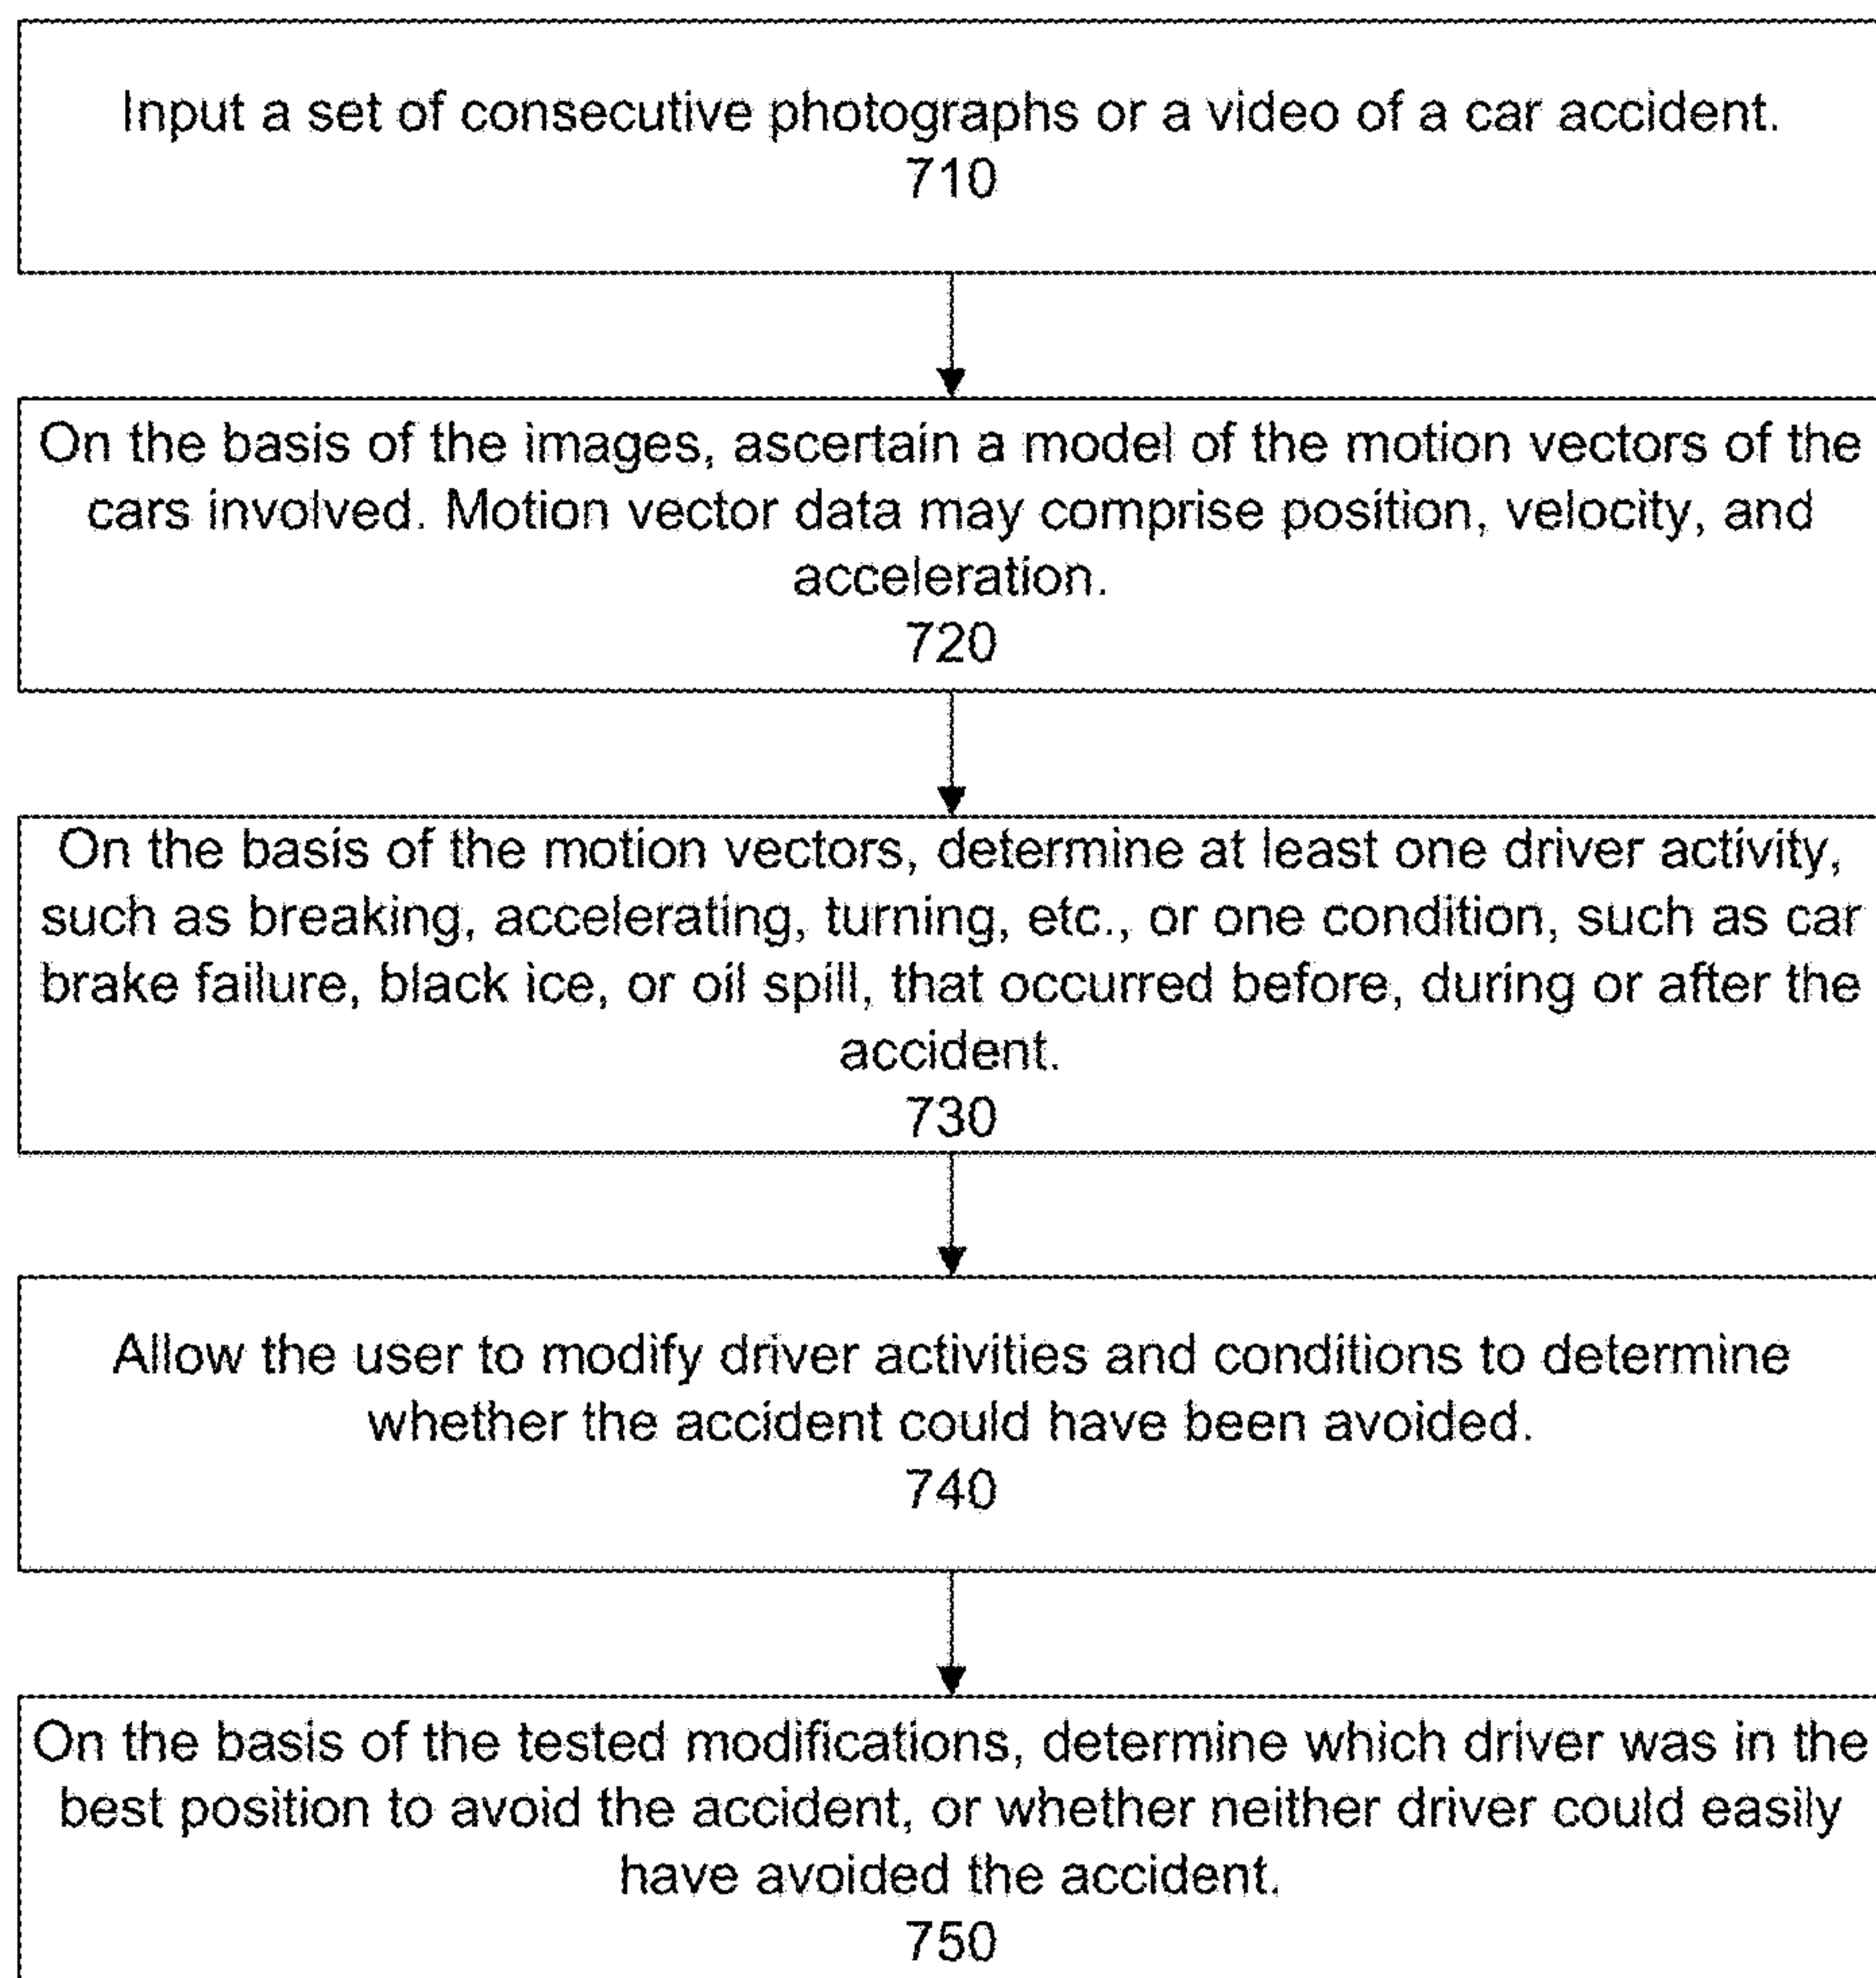 Input a set of consecutive photographs or a video of a car accident.
710
On the basis of the images, ascertain a model of the motion vectors of the
cars involved. Motion vector data may comprise position, velocity, and
acceleration.
720
On the basis of the motion vectors, determine at least one driver activity,
such as breaking, accelerating, turning, etc., or one condition, such as car
brake failure, black ice, or oil spill, that occurred before, during or after the
accident.
730
Allow the user to modify driver activities and conditions to determine
whether the accident could have been avoided.
740
On the basis of the tested modifications, determine which driver was in the
best position to avoid the accident, or whether neither driver could easily
have avoided the accident.
750